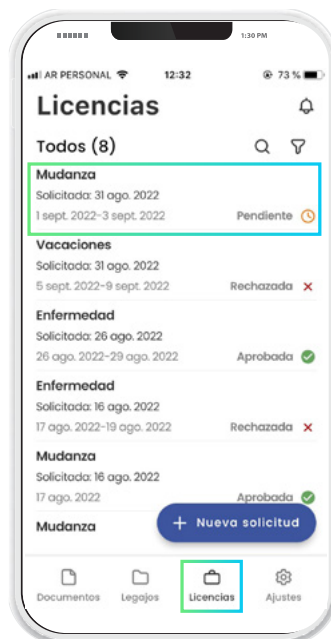 1:30 PM
AR PERSONAL 12:32 73 %
Licencias
Todos (8)
Mudanza
Solicitada: 31 ago. 2022
1 sept. 2022-3 sept. 2022 Pendiente
Vacaciones
Solicitada: 31 ago. 2022
5 sept. 2022-9 sept. 2022 Rechazada
Enfermedad
Solicitada: 26 ago. 2022
26 ago. 2022-29 ago. 2022 Aprobada
Enfermedad
Solicitada: 16 ago. 2022
17 ago. 2022-19 ago. 2022 Rechazada
Mudanza
Solicitada: 16 ago. 2022
17 ago. 2022 Aprobada
Mudanza
+ Nueva solicitud
Documentos Legajos Licencias Ajustes